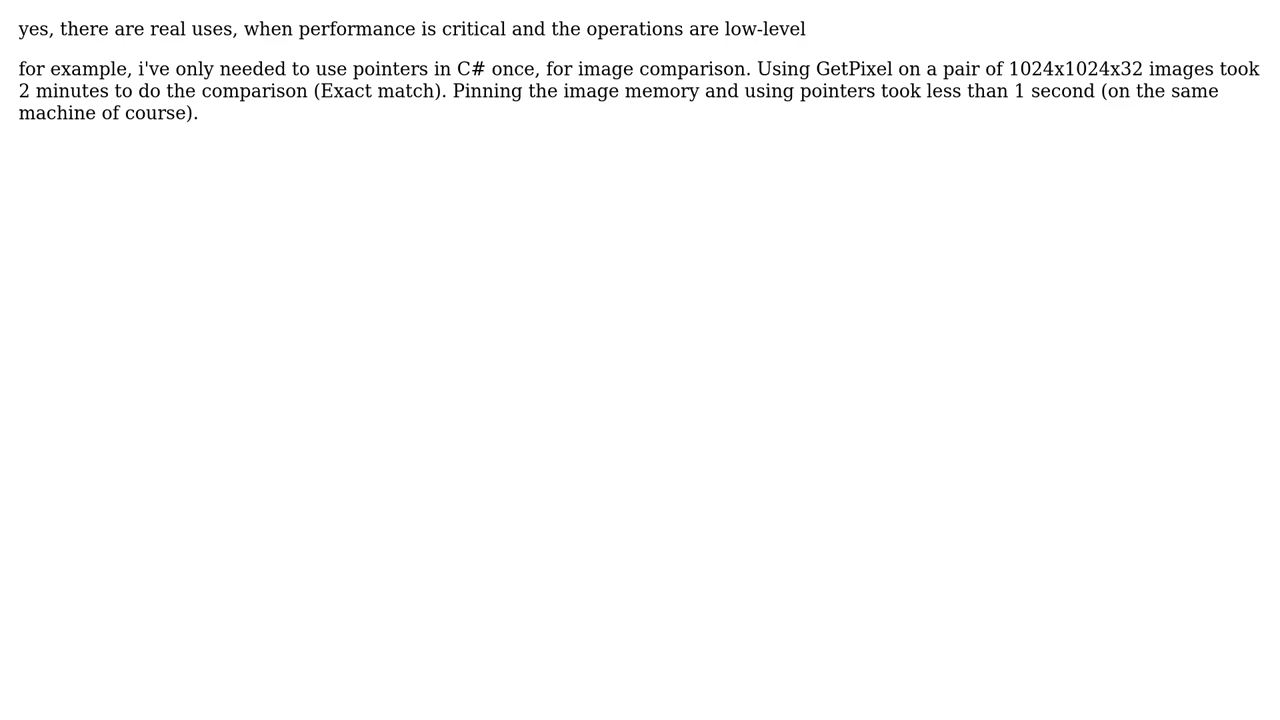 yes, there are real uses, when performance is critical and the operations are low-level
for example, i've only needed to use pointers in C# once, for image comparison. Using GetPixel on a pair of 1024x1024x32 images took
2 minutes to do the comparison (Exact match). Pinning the image memory and using pointers took less than 1 second (on the same
machine of course).